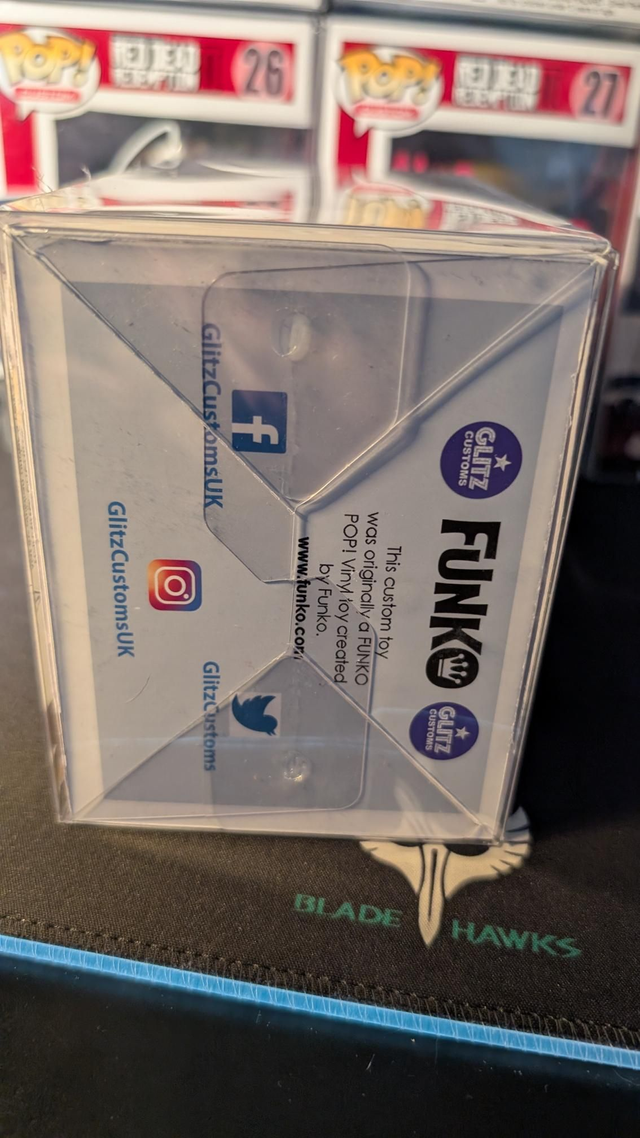 POP!
RED DEAD
REDEMPTION
26
POP!
RED DEAD
REDEMPTION
27
GLITZ
CUSTOMS
FUNKO
GLITZ
CUSTOMS
This custom toy
was originally a FUNKO
POP! Vinyl toy created
by Funko.
www.funko.com
GlitzCustomsUK
GlitzCustoms
GlitzCustomsUK
BLADE HAWKS